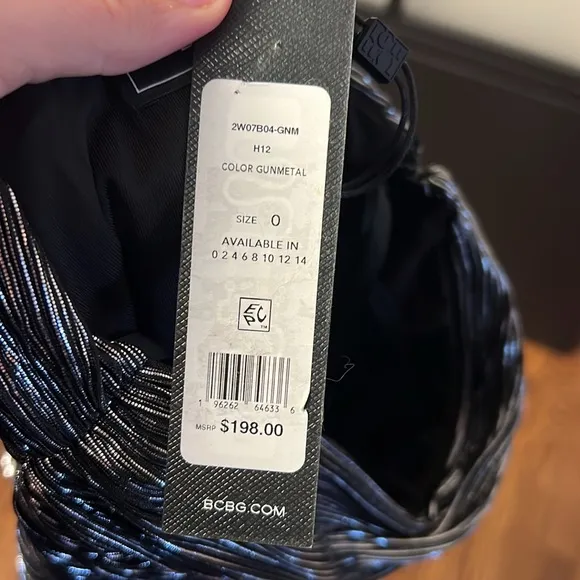 2W07B04-GNM
H12
COLOR GUNMETAL
SIZE 0
AVAILABLE IN
0 2 4 6 8 10 12 14
1 96262 64633 6
MSRP $198.00
BCBG.COM